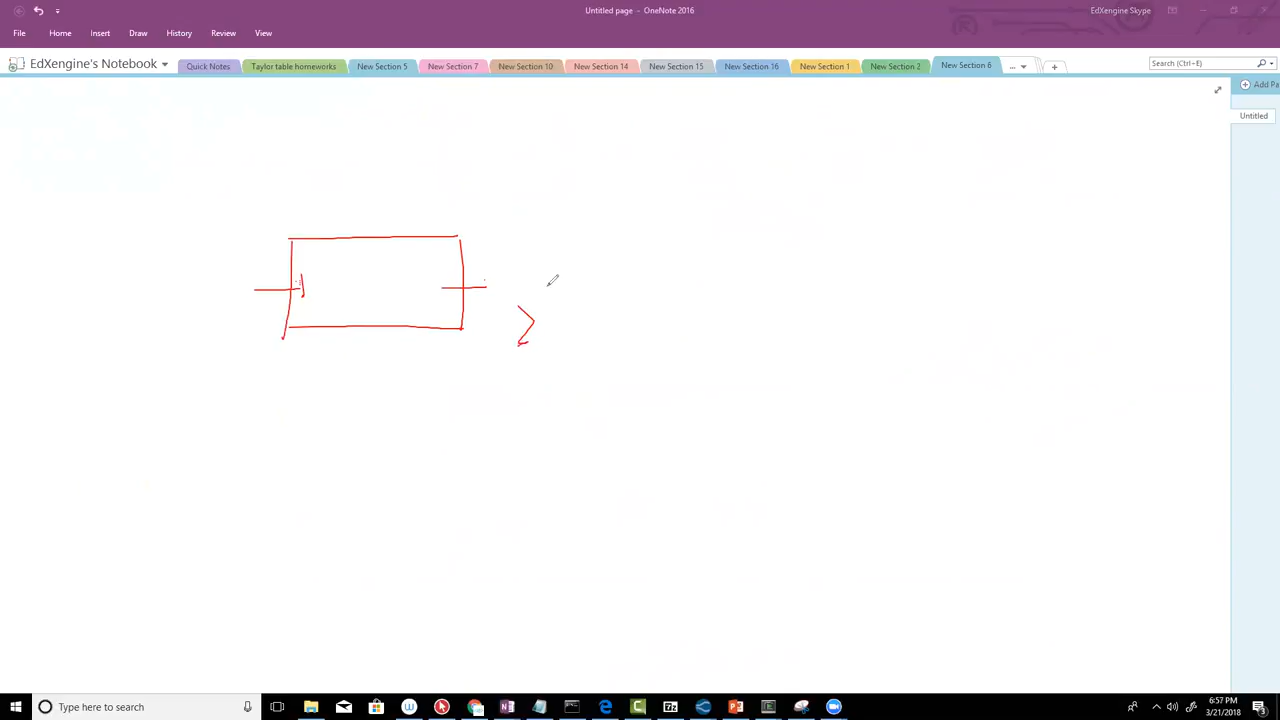 Untitled page - OneNote 2016
EdXengine Skype
File Home Insert Draw History Review View
EdXengine's Notebook
Quick Notes Taylor table homeworks New Section 5 New Section 7 New Section 10 New Section 14 New Section 15 New Section 16 New Section 1 New Section 2 New Section 6 ...
Search (Ctrl+E)
Add Pa
Untitled
Type here to search
6:57 PM
3/21/2018